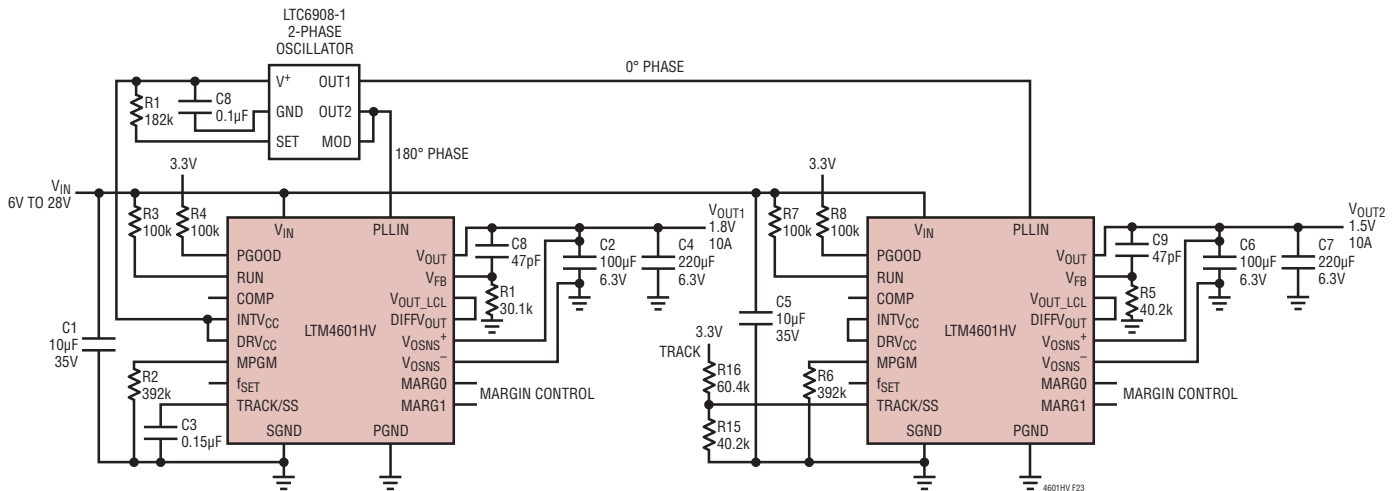 LTC6908-1
2-PHASE
OSCILLATOR
V+
OUT1
0° PHASE
R1
182k
C8
0.1µF
GND
OUT2
SET
MOD
180° PHASE
3.3V
VIN
6V TO 28V
R3
100k
R4
100k
VIN
PLLIN
PGOOD
RUN
COMP
INTVCC
DRVCC
MPGM
fSET
TRACK/SS
SGND
PGND
LTM4601HV
VOUT
VFB
VOUT_LCL
DIFFVOUT
VOSNS+
VOSNS–
MARG0
MARG1
MARGIN CONTROL
C1
10µF
35V
R2
392k
C3
0.15µF
C8
47pF
R1
30.1k
C2
100µF
6.3V
C4
220µF
6.3V
VOUT1
1.8V
10A
3.3V
R7
100k
R8
100k
C5
10µF
35V
3.3V
TRACK
R16
60.4k
R15
40.2k
R6
392k
VIN
PLLIN
PGOOD
RUN
COMP
INTVCC
DRVCC
MPGM
fSET
TRACK/SS
SGND
PGND
LTM4601HV
VOUT
VFB
VOUT_LCL
DIFFVOUT
VOSNS+
VOSNS–
MARG0
MARG1
MARGIN CONTROL
C9
47pF
R5
40.2k
C6
100µF
6.3V
C7
220µF
6.3V
VOUT2
1.5V
10A
4601HV F23